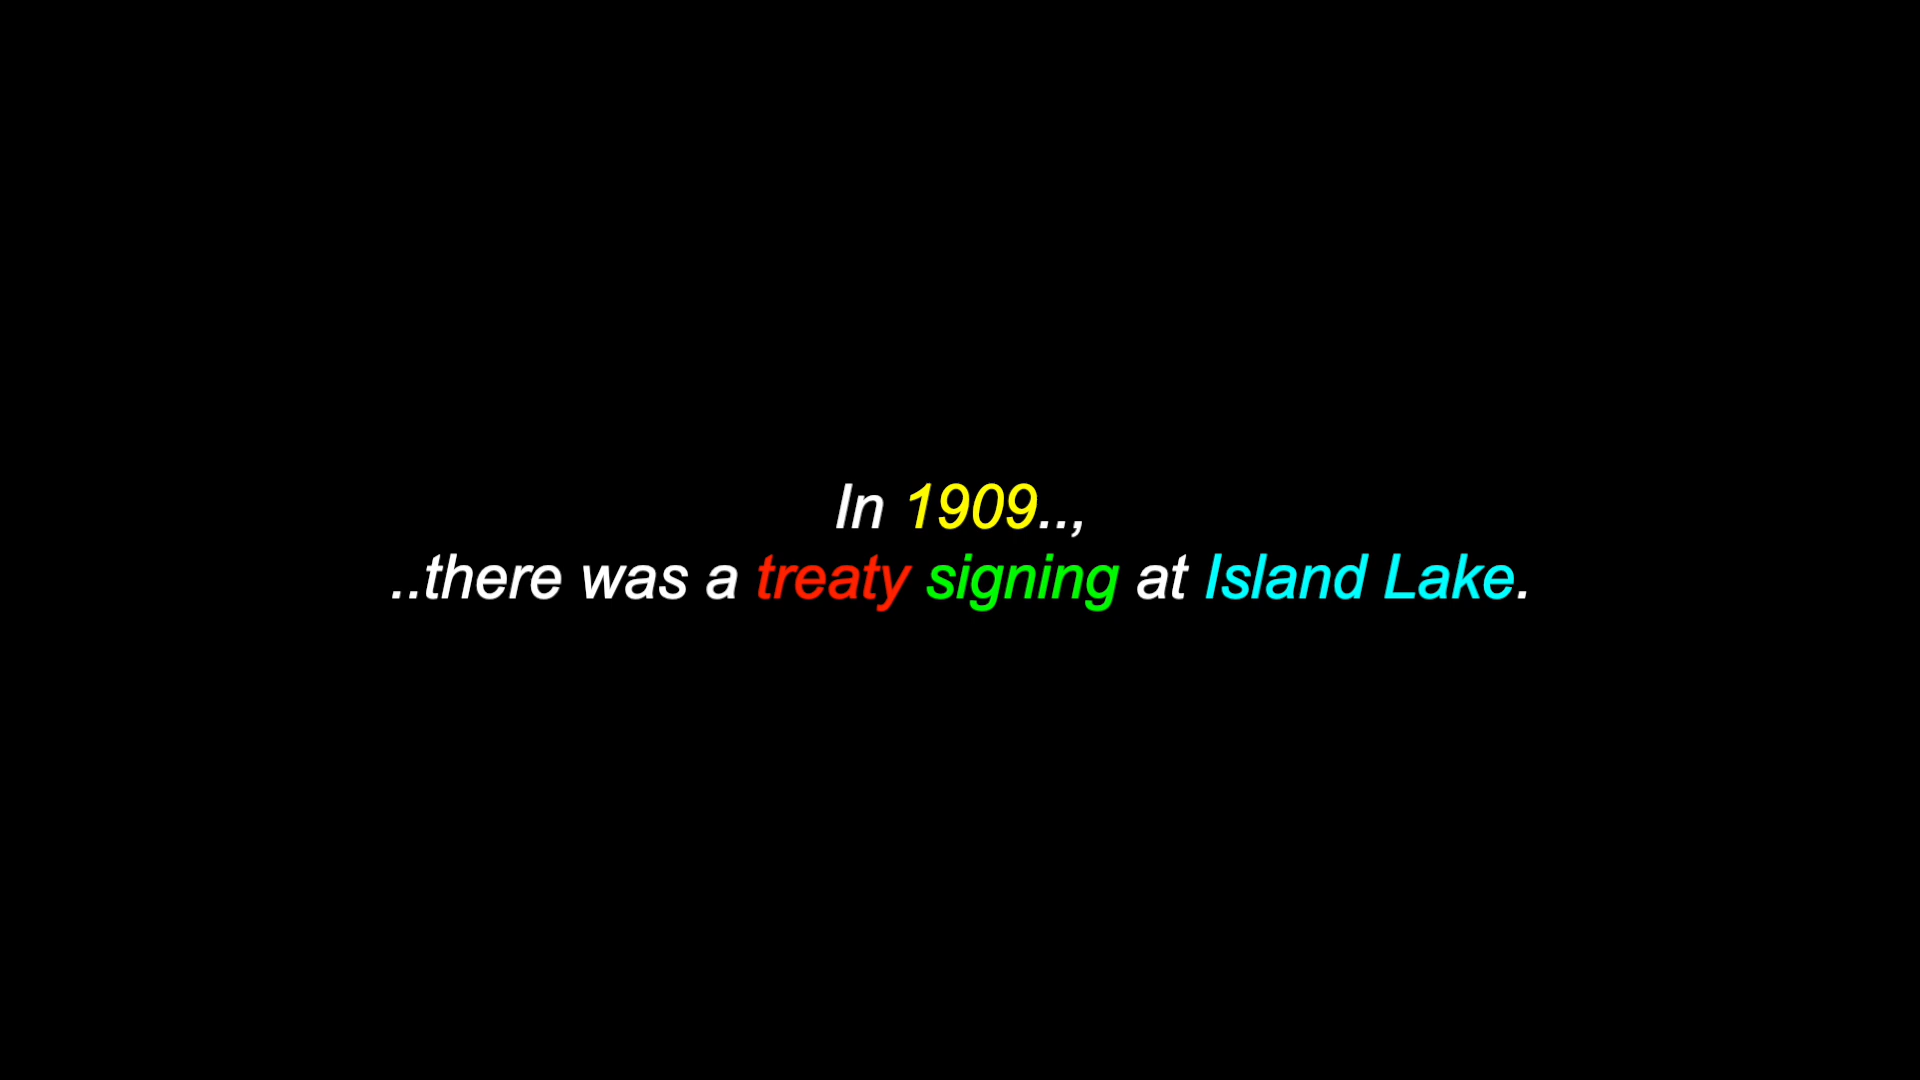 In 1909..,
..there was a treaty signing at Island Lake.